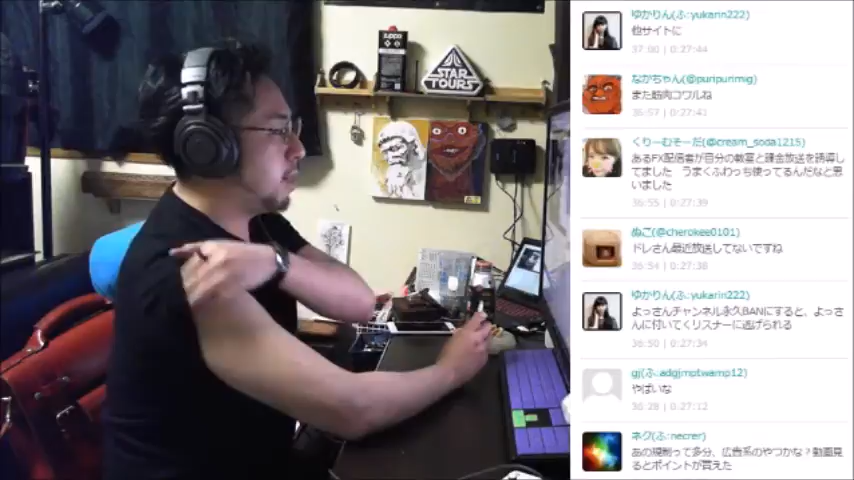 ZIPPO
STAR
TOURS
ゆかりん(ふ:yukarin222)
他サイトに
37:00 | 0:27:44
なかちゃん(@puripurimig)
また筋肉コワルね
36:57 | 0:27:41
くりーむそーだ(@cream_soda1215)
あるFX配信者が自分の教室と錬金放送を誘導し
てました うまくふわっち使ってるんだなと思
いました
36:55 | 0:27:39
ぬこ(@cherokee0101)
ドレさん最近放送してないですね
36:54 | 0:27:38
ゆかりん(ふ:yukarin222)
よっさんチャンネル永久BANにすると、よっさ
んに付いてくリスナーに逃げられる
36:50 | 0:27:34
gj(ふ:adgjmptwamp12)
やばいな
36:28 | 0:27:12
ネク(ふ:necrer)
あの規制って多分、広告系のやつかな？動画見
るとポイントが貰えた